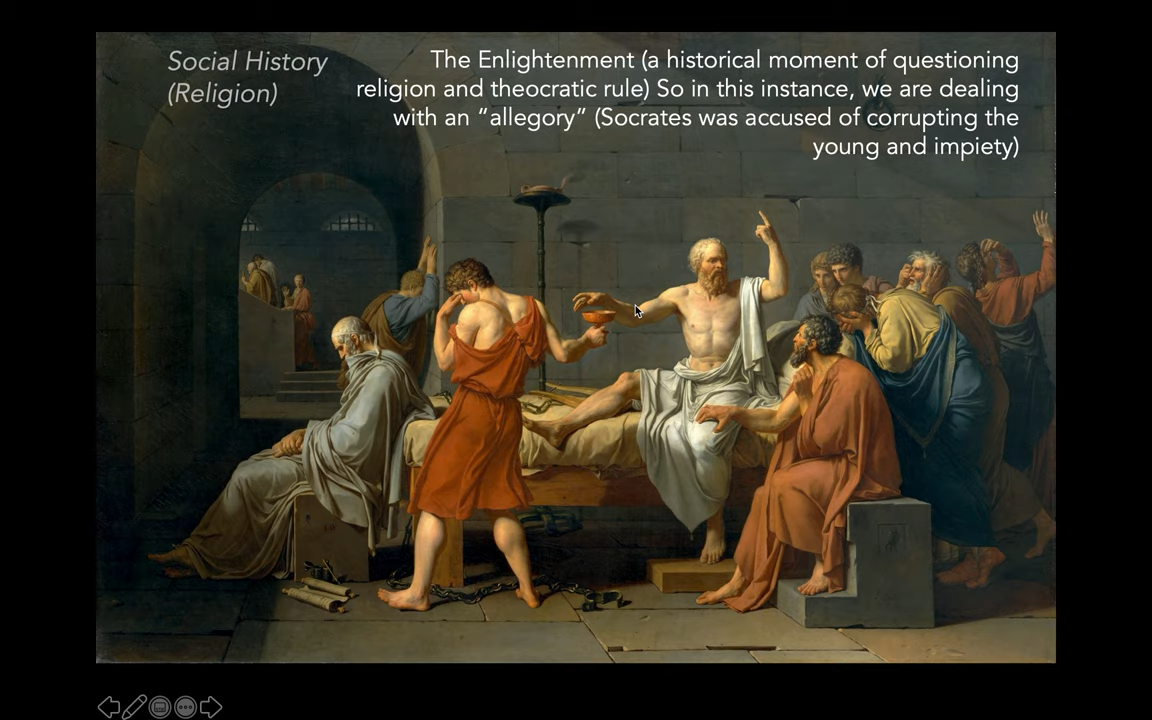 Social History
(Religion)
The Enlightenment (a historical moment of questioning
religion and theocratic rule) So in this instance, we are dealing
with an “allegory” (Socrates was accused of corrupting the
young and impiety)